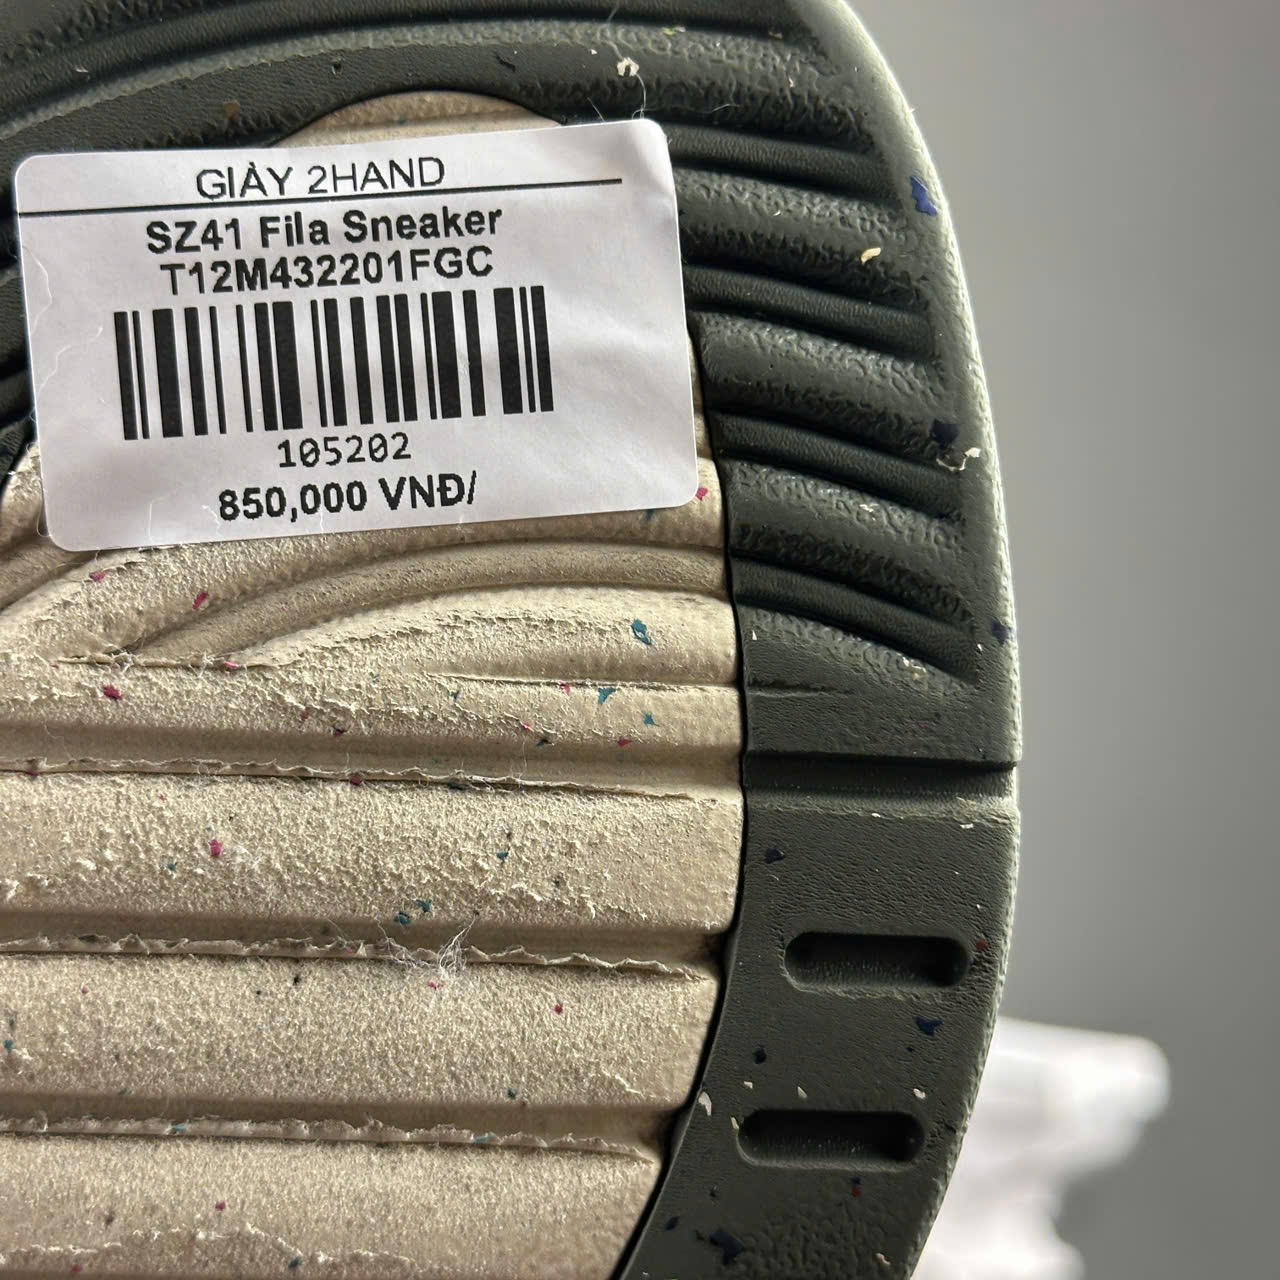 GIÀY 2HAND
SZ41 Fila Sneaker
T12M432201FGC
105202
850,000 VNĐ/